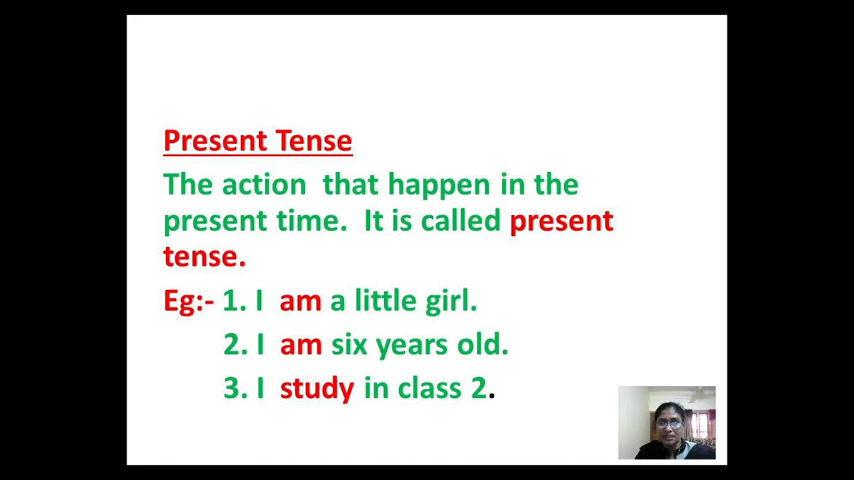 Present Tense
The action  that happen in the
present time.  It is called present
tense.
Eg:- 1. I  am a little girl.
2. I  am six years old.
3. I  study in class 2.